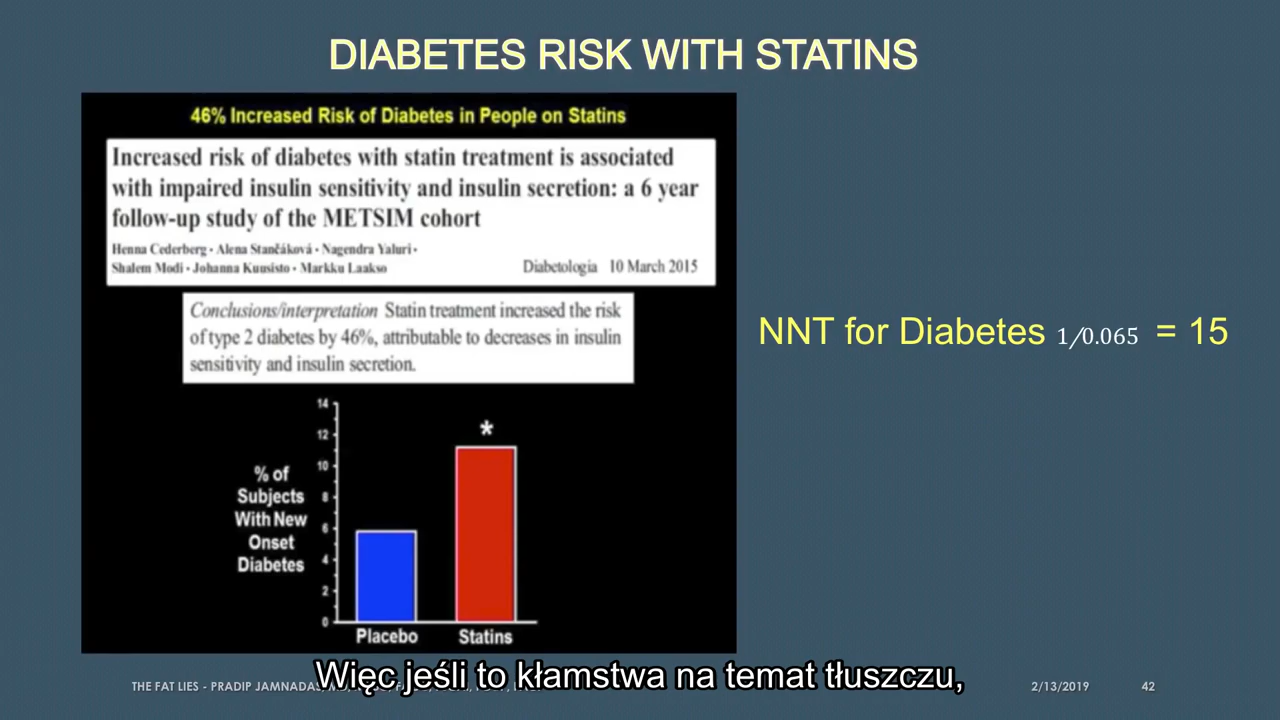 DIABETES RISK WITH STATINS
46% Increased Risk of Diabetes in People on Statins
Increased risk of diabetes with statin treatment is associated
with impaired insulin sensitivity and insulin secretion: a 6 year
follow-up study of the METSIM cohort
Henna Cederberg · Alena Stančáková · Nagendra Yaluri ·
Shalem Modi · Johanna Kuusisto · Markku Laakso
Diabetologia 10 March 2015
Conclusions/interpretation Statin treatment increased the risk
of type 2 diabetes by 46%, attributable to decreases in insulin
sensitivity and insulin secretion.
NNT for Diabetes 1/0.065 = 15
14
12
10
8
6
4
2
0
% of
Subjects
With New
Onset
Diabetes
*
Placebo
Statins
Więc jeśli to kłamstwa na temat tłuszczu,
THE FAT LIES - PRADIP JAMNADAS
2/13/2019
42